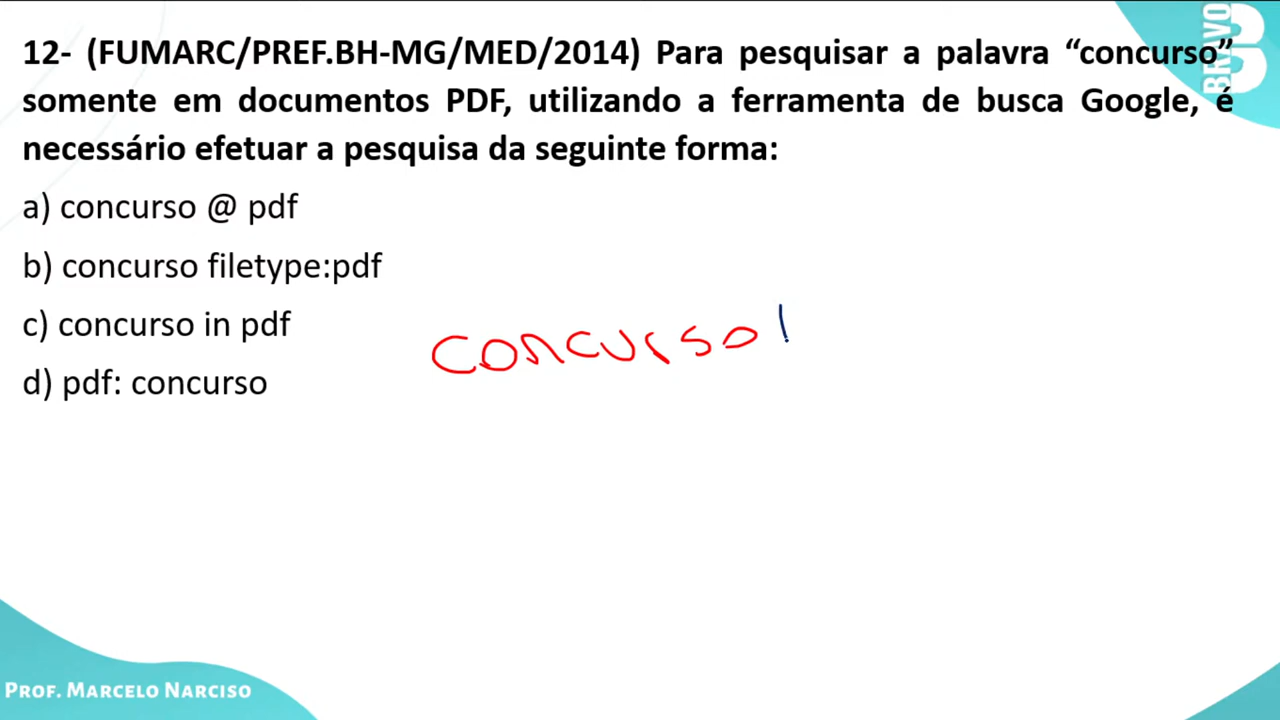 12- (FUMARC/PREF.BH-MG/MED/2014) Para pesquisar a palavra “concurso”
somente em documentos PDF, utilizando a ferramenta de busca Google, é
necessário efetuar a pesquisa da seguinte forma:
a) concurso @ pdf
b) concurso filetype:pdf
c) concurso in pdf
d) pdf: concurso
concurso
PROF. MARCELO NARCISO
BRAVO